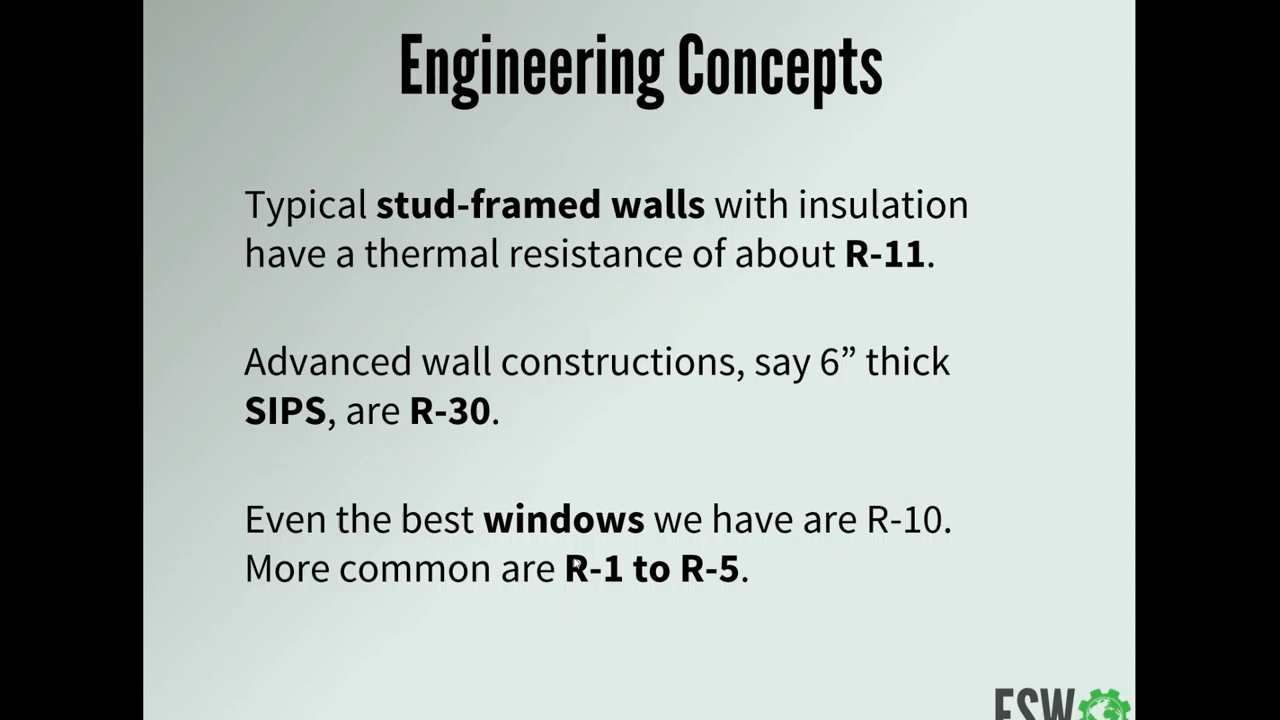 Engineering Concepts
Typical stud-framed walls with insulation
have a thermal resistance of about R-11.
Advanced wall constructions, say 6” thick
SIPS, are R-30.
Even the best windows we have are R-10.
More common are R-1 to R-5.
ESW